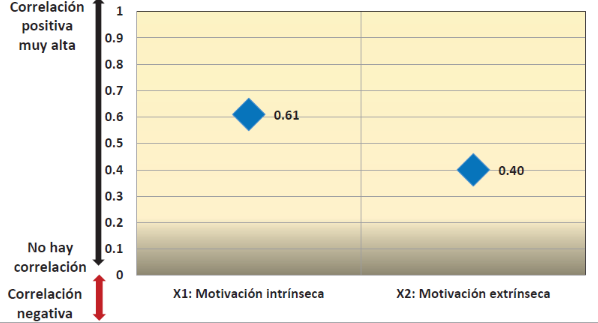 Correlación
positiva
muy alta
1
0.9
0.8
0.7
0.6
0.5
0.4
0.3
0.2
0.1
0
0.61
0.40
No hay
correlación
Correlación
negativa
X1: Motivación intrínseca
X2: Motivación extrínseca